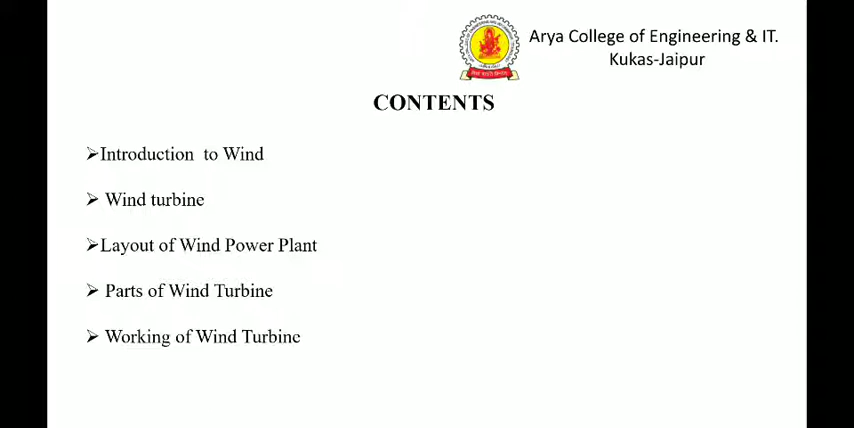 Arya College of Engineering & IT.
Kukas-Jaipur
CONTENTS
➢Introduction to Wind
➢ Wind turbine
➢Layout of Wind Power Plant
➢ Parts of Wind Turbine
➢ Working of Wind Turbine